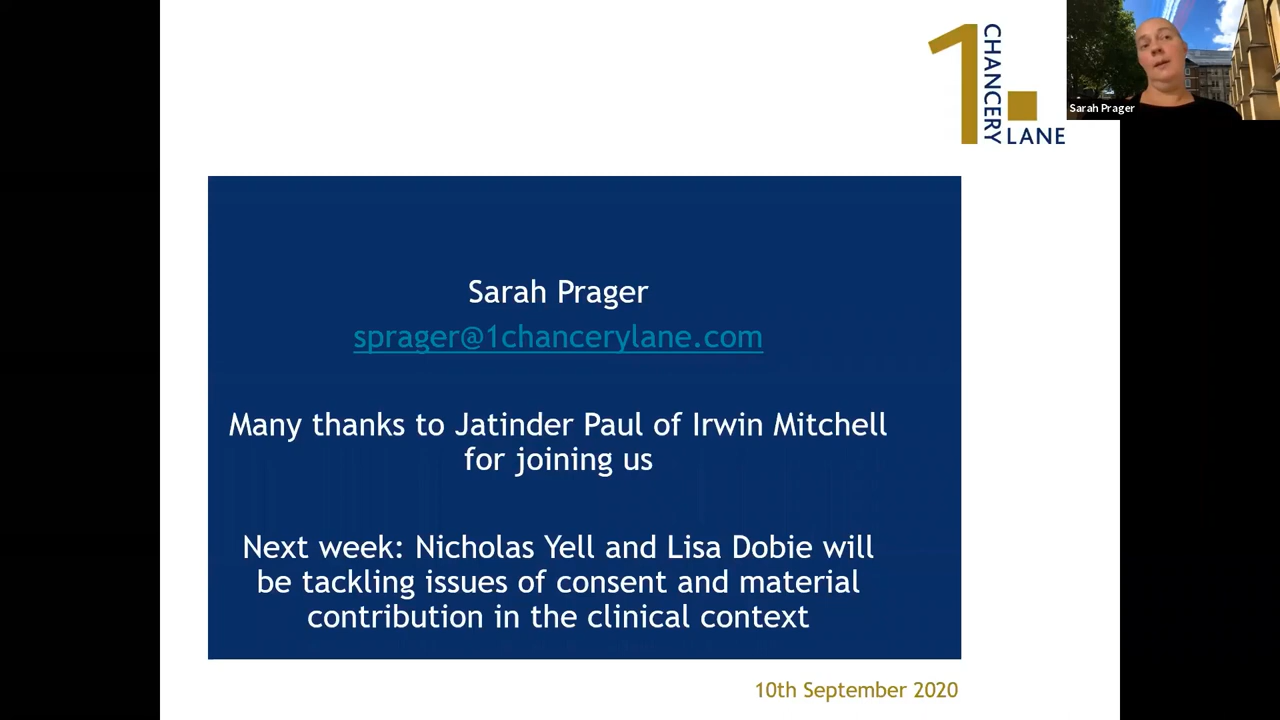 1
CHANCERY
LANE
Sarah Prager
Sarah Prager
sprager@1chancerylane.com
Many thanks to Jatinder Paul of Irwin Mitchell
for joining us
Next week: Nicholas Yell and Lisa Dobie will
be tackling issues of consent and material
contribution in the clinical context
10th September 2020